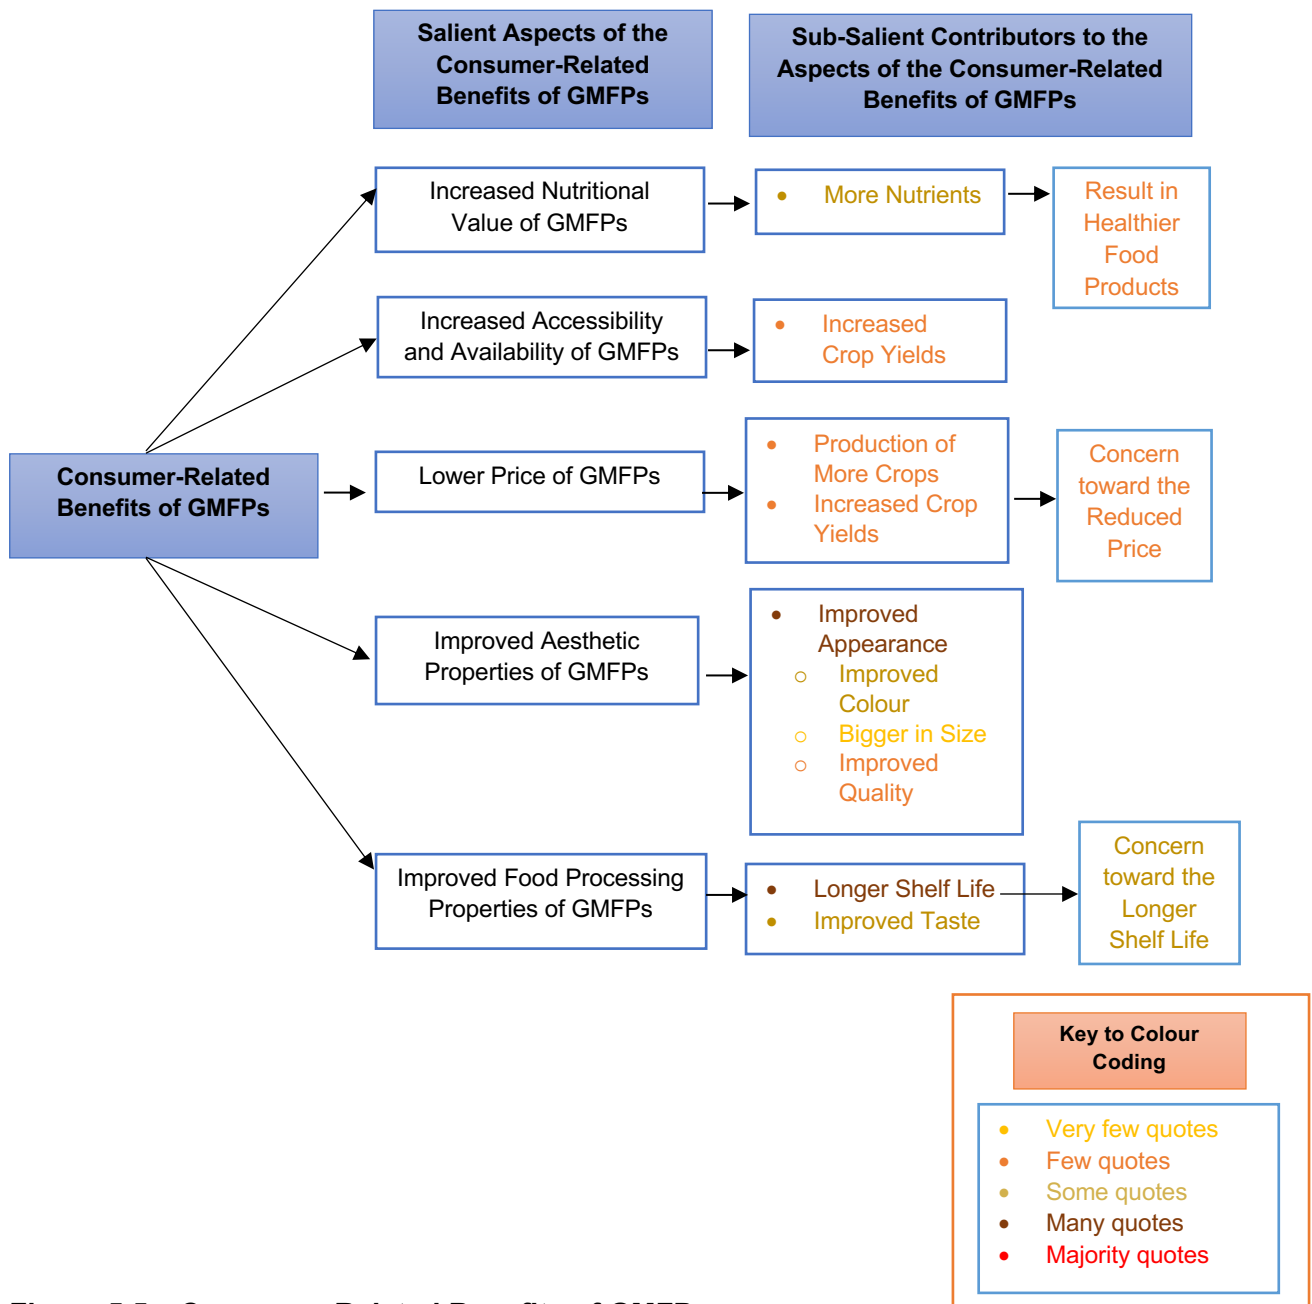 Salient Aspects of the
Consumer-Related
Benefits of GMFPs
Sub-Salient Contributors to the
Aspects of the Consumer-Related
Benefits of GMFPs
Increased Nutritional
Value of GMFPs
• More Nutrients
Result in
Healthier
Food
Products
Increased Accessibility
and Availability of GMFPs
• Increased
Crop Yields
Consumer-Related
Benefits of GMFPs
Lower Price of GMFPs
• Production of
More Crops
• Increased Crop
Yields
Concern
toward the
Reduced
Price
Improved Aesthetic
Properties of GMFPs
• Improved
Appearance
○ Improved
Colour
○ Bigger in Size
○ Improved
Quality
Improved Food Processing
Properties of GMFPs
• Longer Shelf Life
• Improved Taste
Concern
toward the
Longer
Shelf Life
Key to Colour
Coding
• Very few quotes
• Few quotes
• Some quotes
• Many quotes
• Majority quotes
Consumer-Related Benefits of GMFPs